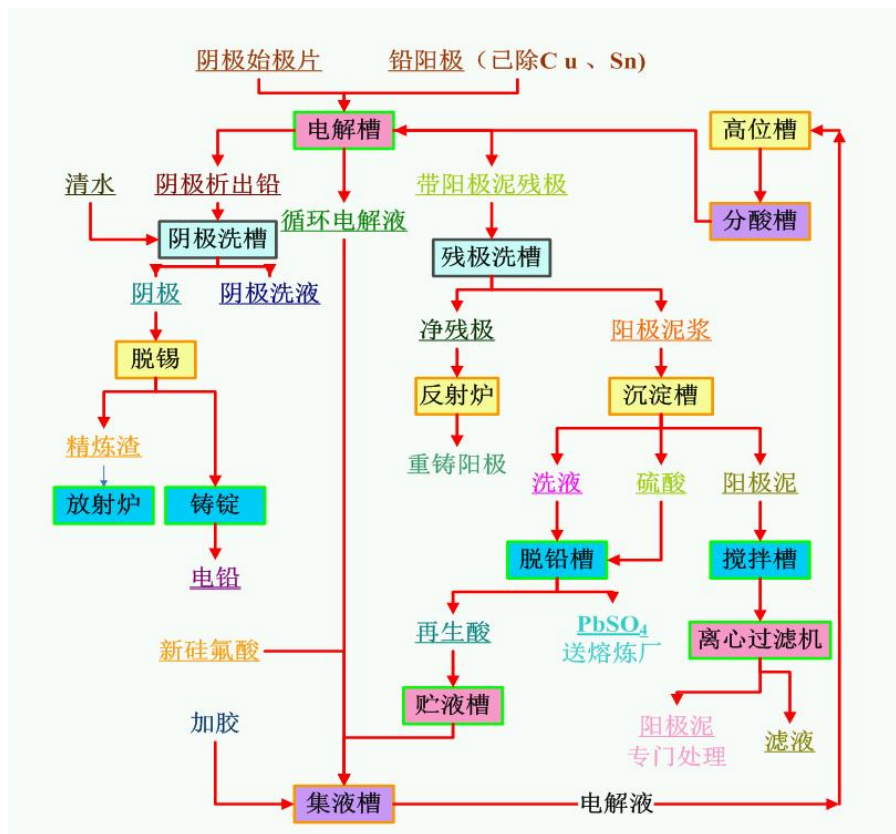 阴极始极片
铅阳极（已除C u 、Sn)
电解槽
高位槽
清水
阴极析出铅
带阳极泥残极
循环电解液
分酸槽
阴极洗槽
残极洗槽
阴极
阴极洗液
净残极
阳极泥浆
脱锡
反射炉
沉淀槽
精炼渣
重铸阳极
洗液
硫酸
阳极泥
放射炉
铸锭
脱铅槽
搅拌槽
电铅
再生酸
PbSO₄
送熔炼厂
离心过滤机
新硅氟酸
贮液槽
加胶
阳极泥
专门处理
滤液
集液槽
电解液